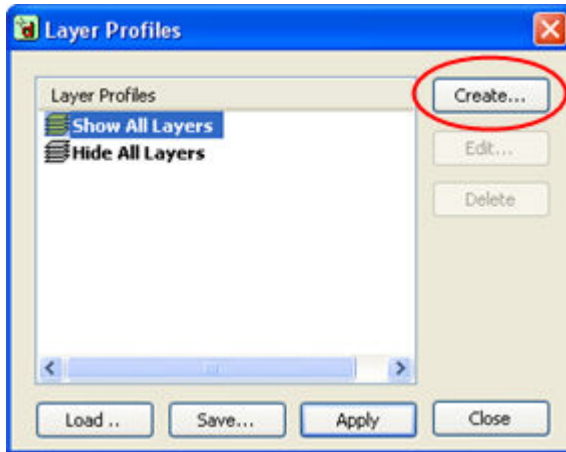 Layer Profiles
Layer Profiles
Create...
Show All Layers
Hide All Layers
Edit...
Delete
Load ..
Save...
Apply
Close